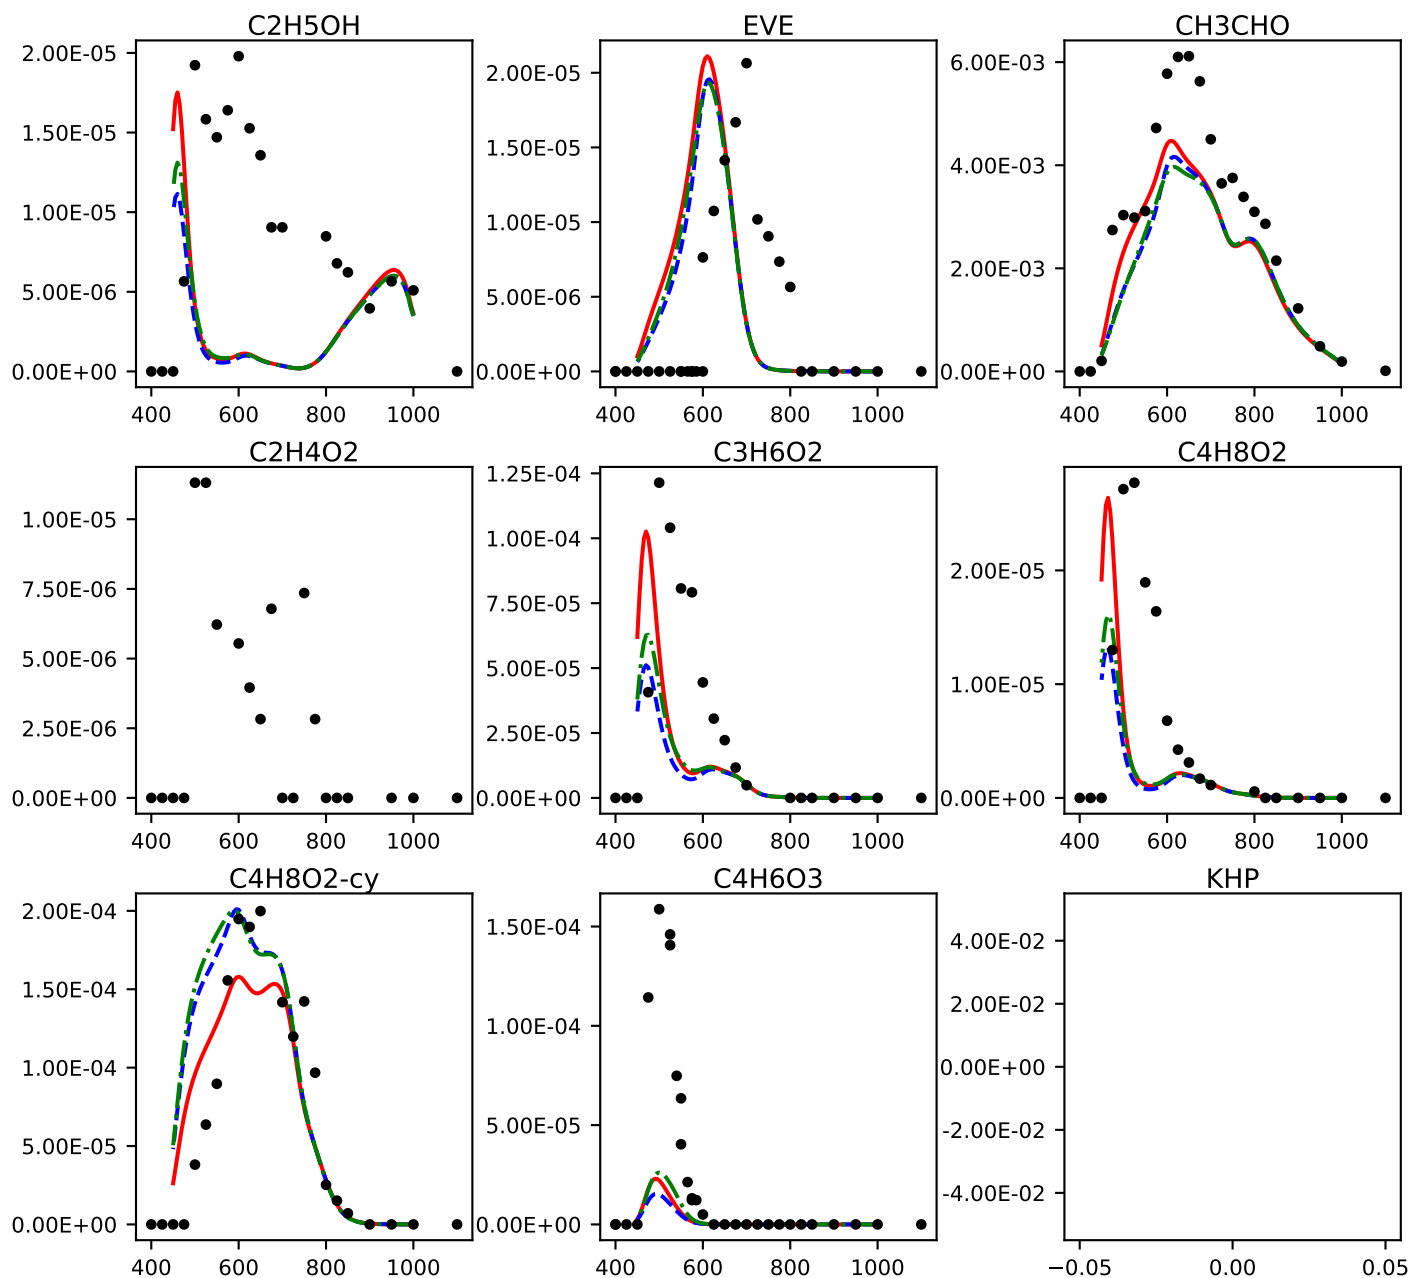 C2H5OH EVE CH3CHO
2.00E-05
1.50E-05
1.00E-05
5.00E-06
0.00E+00
400 600 800 1000
2.00E-05
1.50E-05
1.00E-05
5.00E-06
0.00E+00
400 600 800 1000
6.00E-03
4.00E-03
2.00E-03
0.00E+00
400 600 800 1000
C2H4O2 C3H6O2 C4H8O2
1.00E-05
7.50E-06
5.00E-06
2.50E-06
0.00E+00
400 600 800 1000
1.25E-04
1.00E-04
7.50E-05
5.00E-05
2.50E-05
0.00E+00
400 600 800 1000
2.00E-05
1.00E-05
0.00E+00
400 600 800 1000
C4H8O2-cy C4H6O3 KHP
2.00E-04
1.50E-04
1.00E-04
5.00E-05
0.00E+00
400 600 800 1000
1.50E-04
1.00E-04
5.00E-05
0.00E+00
400 600 800 1000
4.00E-02
2.00E-02
0.00E+00
-2.00E-02
-4.00E-02
−0.05 0.00 0.05